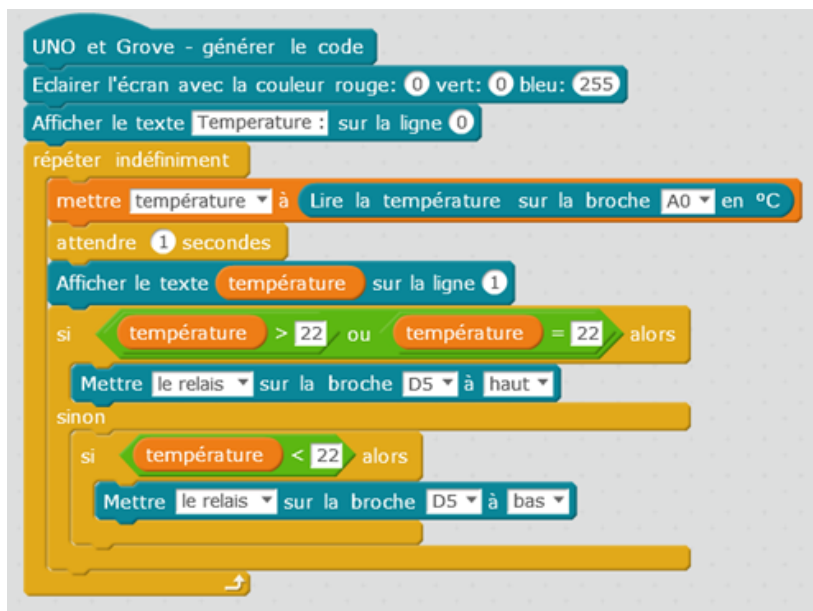 UNO et Grove - générer le code
Eclairer l'écran avec la couleur rouge: 0 vert: 0 bleu: 255
Afficher le texte Temperature : sur la ligne 0
répéter indéfiniment
mettre température à Lire la température sur la broche A0 en °C
attendre 1 secondes
Afficher le texte température sur la ligne 1
si température > 22 ou température = 22 alors
Mettre le relais sur la broche D5 à haut
sinon
si température < 22 alors
Mettre le relais sur la broche D5 à bas